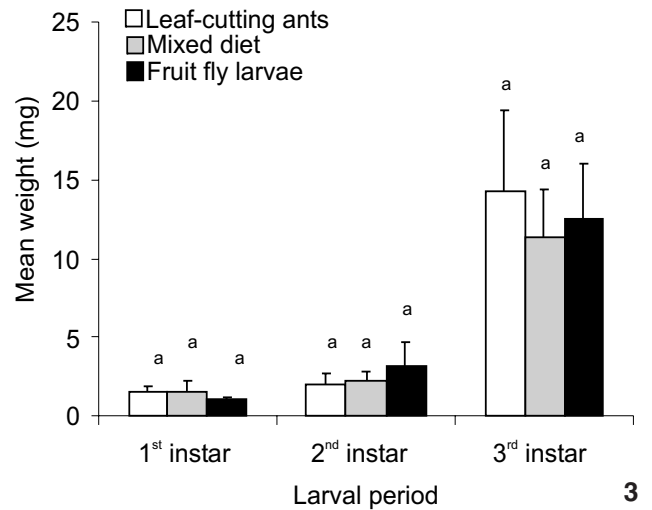 25
20
15
10
5
0
Mean weight (mg)
Leaf-cutting ants
Mixed diet
Fruit fly larvae
a a a
a a a
a a a
1st instar 2nd instar 3rd instar
Larval period
3